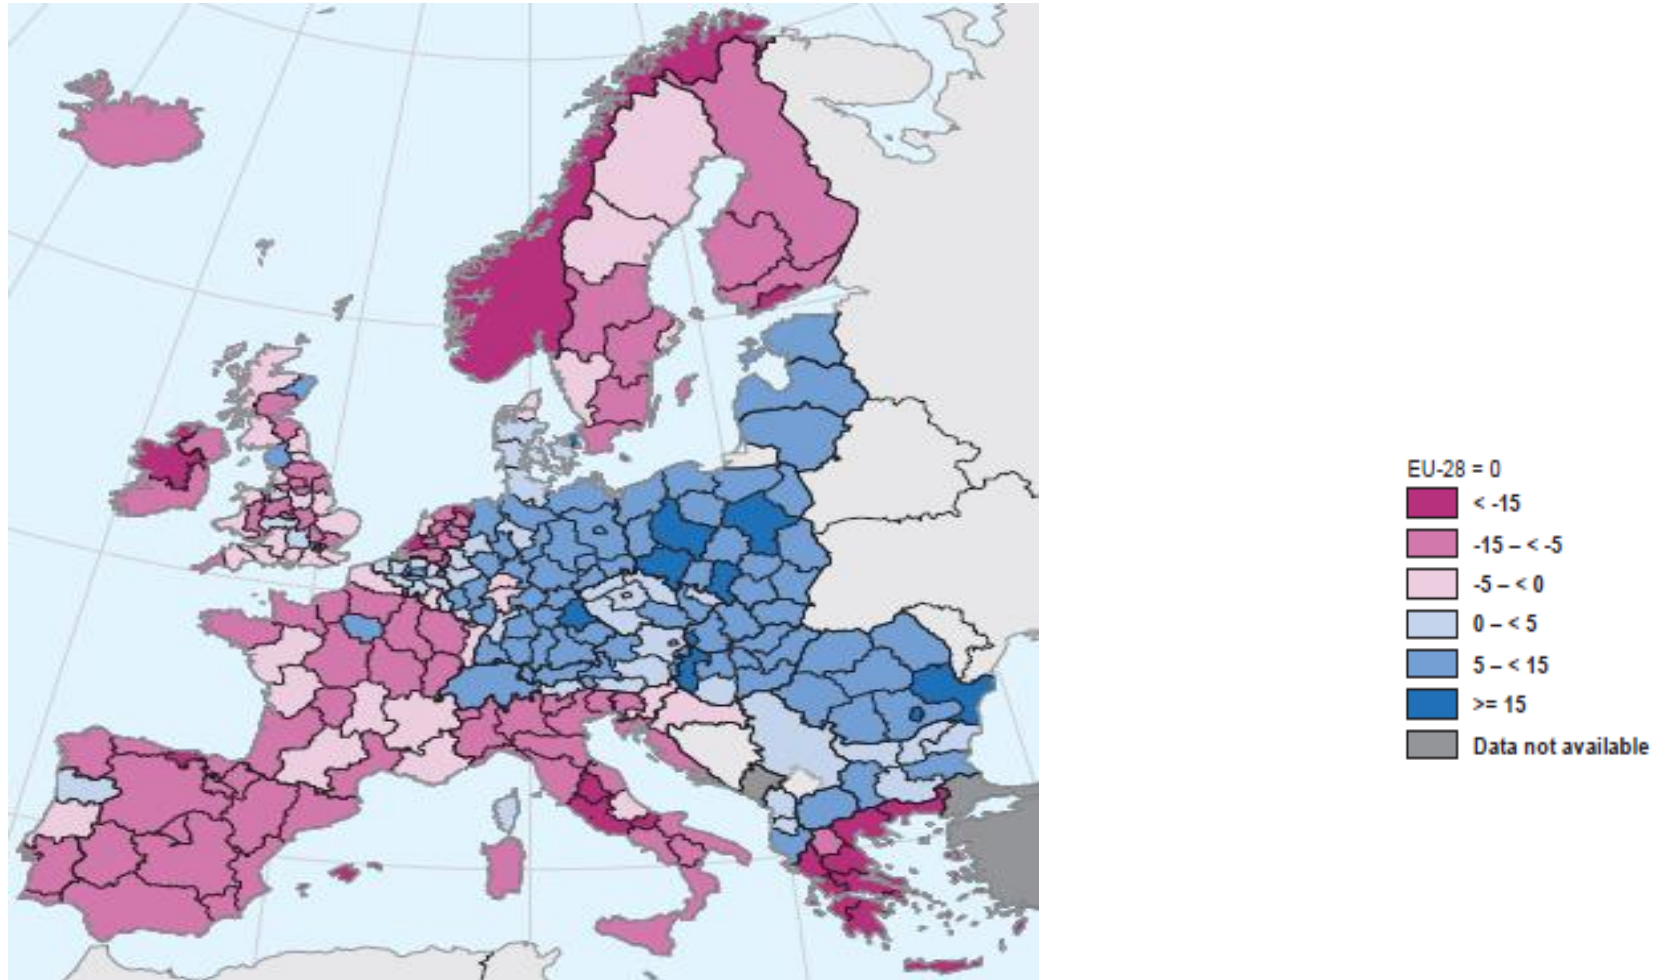 EU-28 = 0
< -15
-15 – < -5
-5 – < 0
0 – < 5
5 – < 15
>= 15
Data not available